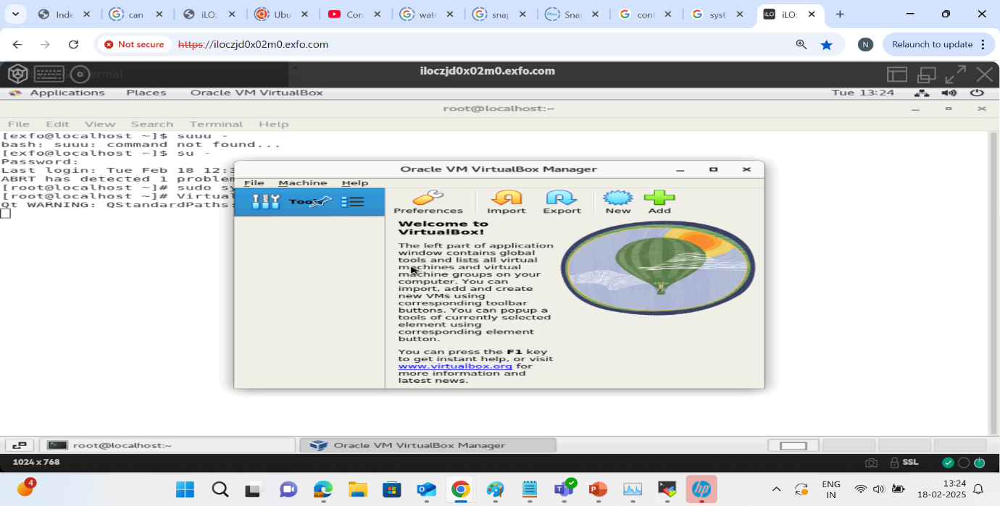 Inde
can
iLO:
Ubu
Con
wat
snap
Snap
cont
syst
iLO
iLO:
Not secure
https://iloczjd0x02m0.exfo.com
N
Relaunch to update
iloczjd0x02m0.exfo.com
Applications Places Oracle VM VirtualBox
Tue 13:24
root@localhost:~
File Edit View Search Terminal Help
[exfo@localhost ~]$ suuu -
bash: suuu: command not found...
[exfo@localhost ~]$ su -
Password:
Last login: Tue Feb 18 12:3
ABRT has detected 1 problem
[root@localhost ~]# sudo sy
[root@localhost ~]# Virtual
Qt WARNING: QStandardPaths:
Oracle VM VirtualBox Manager
File Machine Help
Tools
Preferences
Import
Export
New
Add
Welcome to
VirtualBox!
The left part of application
window contains global
tools and lists all virtual
machines and virtual
machine groups on your
computer. You can
import, add and create
new VMs using
corresponding toolbar
buttons. You can popup a
tools of currently selected
element using
corresponding element
button.
You can press the F1 key
to get instant help, or visit
www.virtualbox.org for
more information and
latest news.
root@localhost:~
Oracle VM VirtualBox Manager
1024 x 768
SSL
4
hp
ENG
IN
13:24
18-02-2025